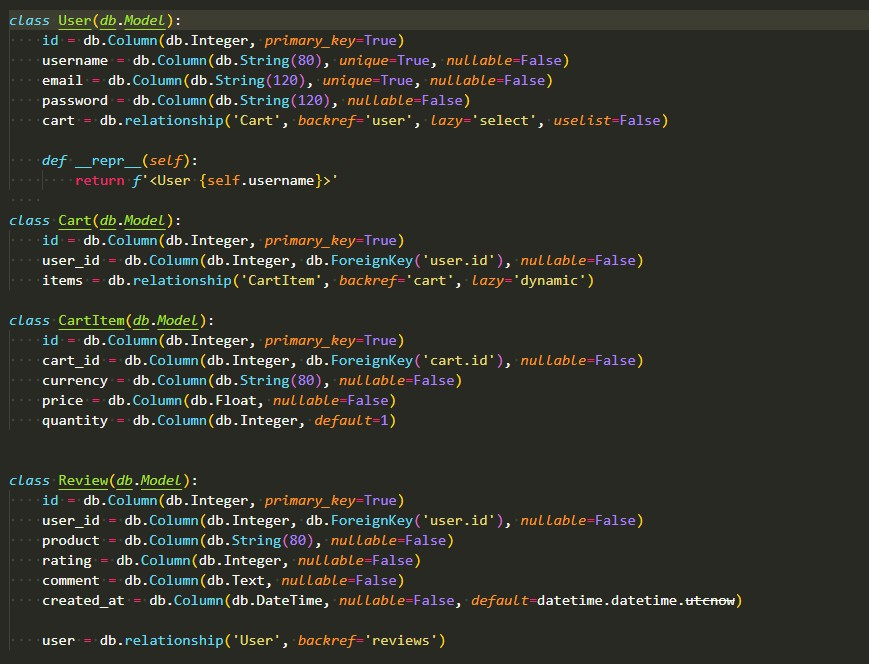 class User(db.Model):
    id = db.Column(db.Integer, primary_key=True)
    username = db.Column(db.String(80), unique=True, nullable=False)
    email = db.Column(db.String(120), unique=True, nullable=False)
    password = db.Column(db.String(120), nullable=False)
    cart = db.relationship('Cart', backref='user', lazy='select', uselist=False)

    def __repr__(self):
        return f'<User {self.username}>'

class Cart(db.Model):
    id = db.Column(db.Integer, primary_key=True)
    user_id = db.Column(db.Integer, db.ForeignKey('user.id'), nullable=False)
    items = db.relationship('CartItem', backref='cart', lazy='dynamic')

class CartItem(db.Model):
    id = db.Column(db.Integer, primary_key=True)
    cart_id = db.Column(db.Integer, db.ForeignKey('cart.id'), nullable=False)
    currency = db.Column(db.String(80), nullable=False)
    price = db.Column(db.Float, nullable=False)
    quantity = db.Column(db.Integer, default=1)


class Review(db.Model):
    id = db.Column(db.Integer, primary_key=True)
    user_id = db.Column(db.Integer, db.ForeignKey('user.id'), nullable=False)
    product = db.Column(db.String(80), nullable=False)
    rating = db.Column(db.Integer, nullable=False)
    comment = db.Column(db.Text, nullable=False)
    created_at = db.Column(db.DateTime, nullable=False, default=datetime.datetime.utcnow)

    user = db.relationship('User', backref='reviews')